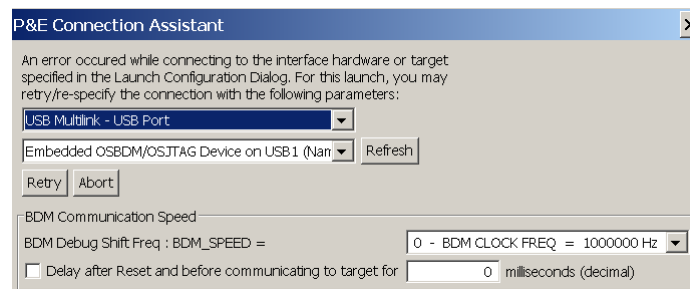 P&E Connection Assistant
An error occured while connecting to the interface hardware or target
specified in the Launch Configuration Dialog. For this launch, you may
retry/re-specify the connection with the following parameters:
USB Multilink - USB Port
Embedded OSBDM/OSJTAG Device on USB1 (Nam Refresh
Retry Abort
BDM Communication Speed
BDM Debug Shift Freq : BDM_SPEED = 0 - BDM CLOCK FREQ = 1000000 Hz
Delay after Reset and before communicating to target for 0 milliseconds (decimal)